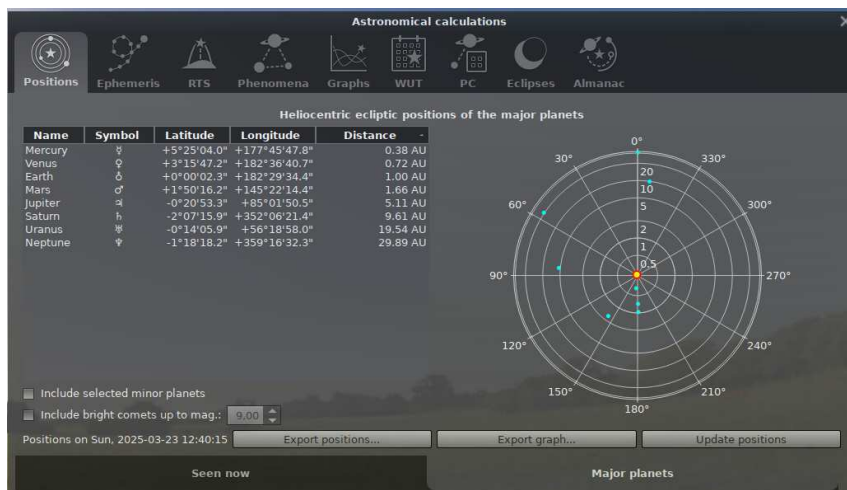 Astronomical calculations
Positions Ephemeris RTS Phenomena Graphs WUT PC Eclipses Almanac
Heliocentric ecliptic positions of the major planets
Name Symbol Latitude Longitude Distance
Mercury ☿ +5°25'04.0" +177°45'47.8" 0.38 AU
Venus ♀ +3°15'47.2" +182°36'40.7" 0.72 AU
Earth ♁ +0°00'02.3" +182°29'34.4" 1.00 AU
Mars ♂ +1°50'16.2" +145°22'14.4" 1.66 AU
Jupiter ♃ -0°20'53.3" +85°01'50.5" 5.11 AU
Saturn ♄ -2°07'15.9" +352°06'21.4" 9.61 AU
Uranus ♅ -0°14'05.9" +56°18'58.0" 19.54 AU
Neptune ♆ -1°18'18.2" +359°16'32.3" 29.89 AU
0°
30° 330°
20
10
60° 5 300°
2
1
0.5
90° 270°
120° 240°
150° 210°
180°
Include selected minor planets
Include bright comets up to mag.: 9,00
Positions on Sun, 2025-03-23 12:40:15 Export positions... Export graph... Update positions
Seen now Major planets